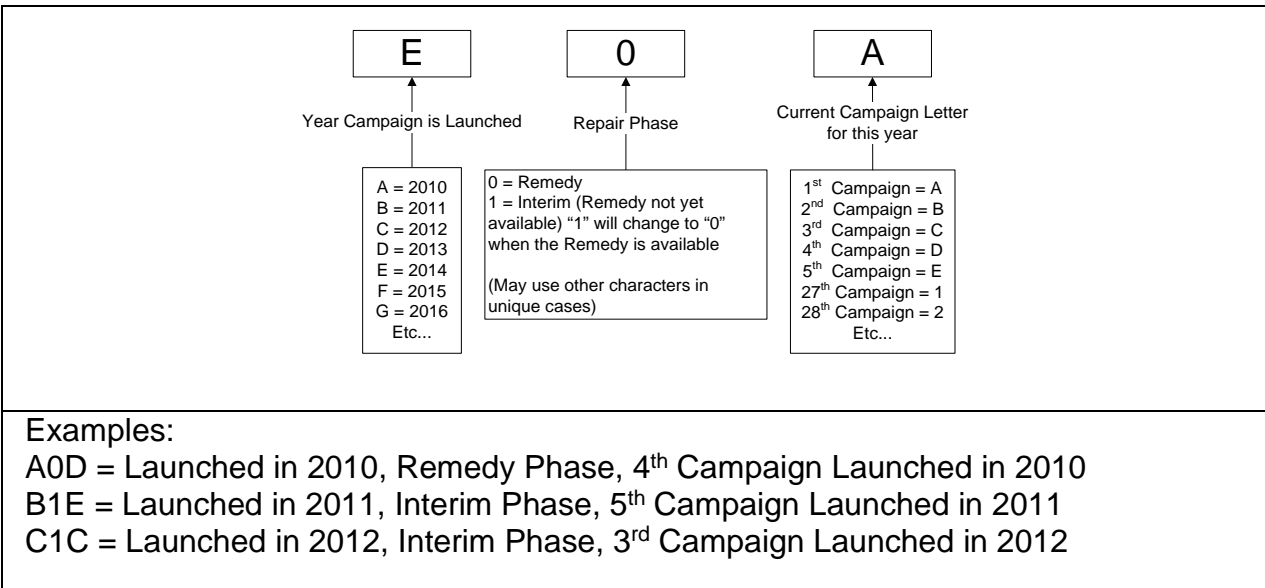 E 0 A
Year Campaign is Launched
Repair Phase
Current Campaign Letter
for this year
A = 2010
B = 2011
C = 2012
D = 2013
E = 2014
F = 2015
G = 2016
Etc...
0 = Remedy
1 = Interim (Remedy not yet
available) “1” will change to “0”
when the Remedy is available
(May use other characters in
unique cases)
1st Campaign = A
2nd Campaign = B
3rd Campaign = C
4th Campaign = D
5th Campaign = E
27th Campaign = 1
28th Campaign = 2
Etc...
Examples:
A0D = Launched in 2010, Remedy Phase, 4th Campaign Launched in 2010
B1E = Launched in 2011, Interim Phase, 5th Campaign Launched in 2011
C1C = Launched in 2012, Interim Phase, 3rd Campaign Launched in 2012